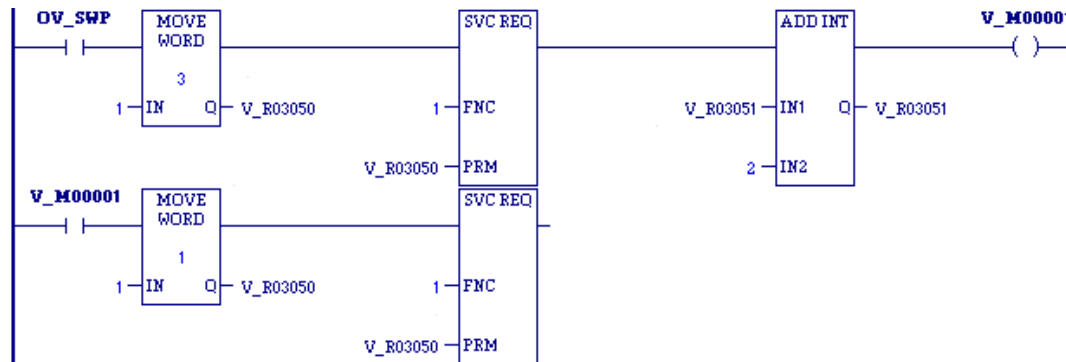 OV_SWP MOVE WORD SVC REQ ADD INT V_M00001
3
1 IN Q V_R03050 1 FNC V_R03051 IN1 Q V_R03051
V_R03050 PRM 2 IN2
V_M00001 MOVE WORD SVC REQ
1
1 IN Q V_R03050 1 FNC
V_R03050 PRM